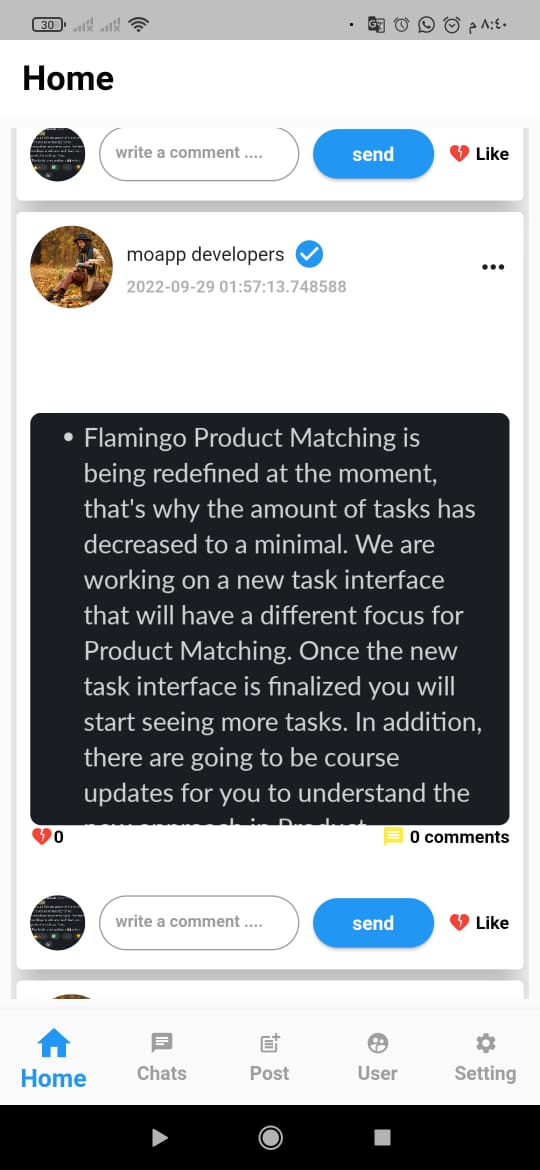 30
٨:٤٠ م
Home
write a comment ....
send
Like
moapp developers
2022-09-29 01:57:13.748588
• Flamingo Product Matching is
being redefined at the moment,
that's why the amount of tasks has
decreased to a minimal. We are
working on a new task interface
that will have a different focus for
Product Matching. Once the new
task interface is finalized you will
start seeing more tasks. In addition,
there are going to be course
updates for you to understand the
new approach in Product
0
0 comments
write a comment ....
send
Like
Home
Chats
Post
User
Setting